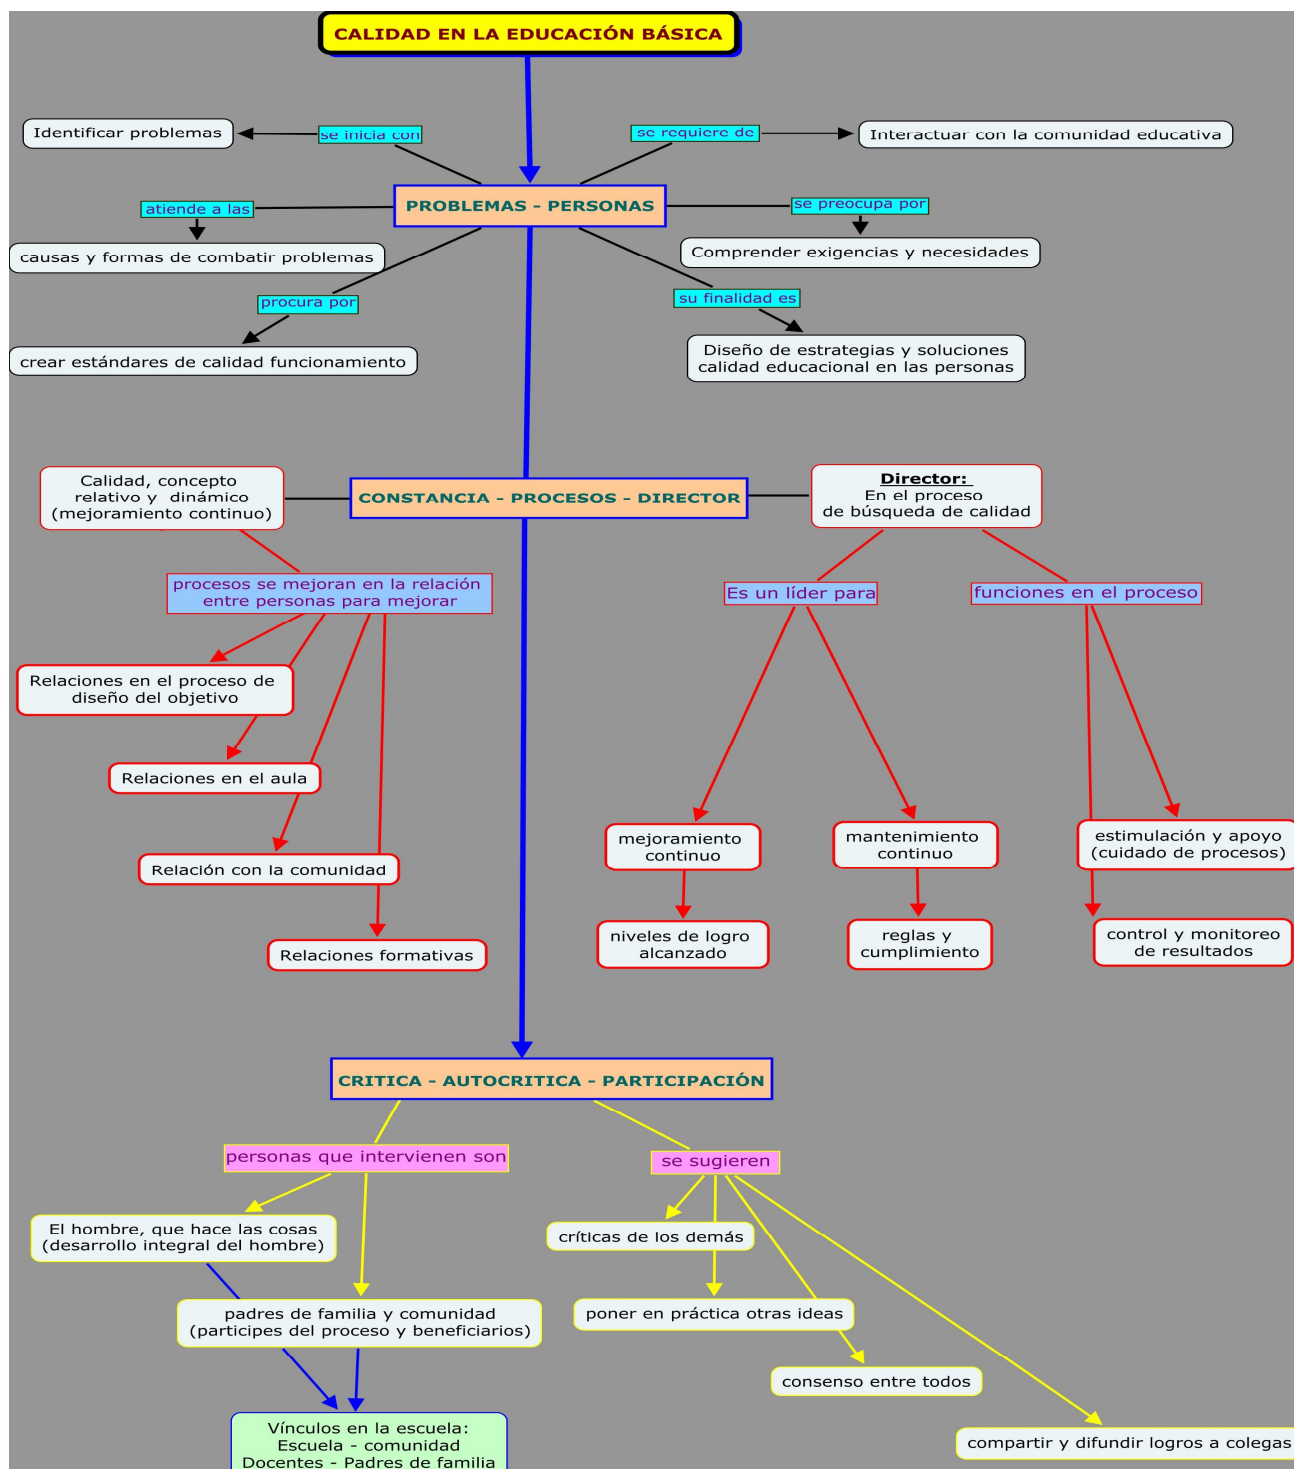 CALIDAD EN LA EDUCACIÓN BÁSICA
Identificar problemas
se inicia con
se requiere de
Interactuar con la comunidad educativa
atiende a las
PROBLEMAS - PERSONAS
se preocupa por
causas y formas de combatir problemas
Comprender exigencias y necesidades
procura por
su finalidad es
crear estándares de calidad funcionamiento
Diseño de estrategias y soluciones
calidad educacional en las personas
Calidad, concepto
relativo y dinámico
(mejoramiento continuo)
CONSTANCIA - PROCESOS - DIRECTOR
Director:
En el proceso
de búsqueda de calidad
procesos se mejoran en la relación
entre personas para mejorar
Es un líder para
funciones en el proceso
Relaciones en el proceso de
diseño del objetivo
Relaciones en el aula
Relación con la comunidad
Relaciones formativas
mejoramiento
continuo
mantenimiento
continuo
estimulación y apoyo
(cuidado de procesos)
niveles de logro
alcanzado
reglas y
cumplimiento
control y monitoreo
de resultados
CRITICA - AUTOCRITICA - PARTICIPACIÓN
personas que intervienen son
se sugieren
El hombre, que hace las cosas
(desarrollo integral del hombre)
críticas de los demás
padres de familia y comunidad
(participes del proceso y beneficiarios)
poner en práctica otras ideas
consenso entre todos
compartir y difundir logros a colegas
Vínculos en la escuela:
Escuela - comunidad
Docentes - Padres de familia